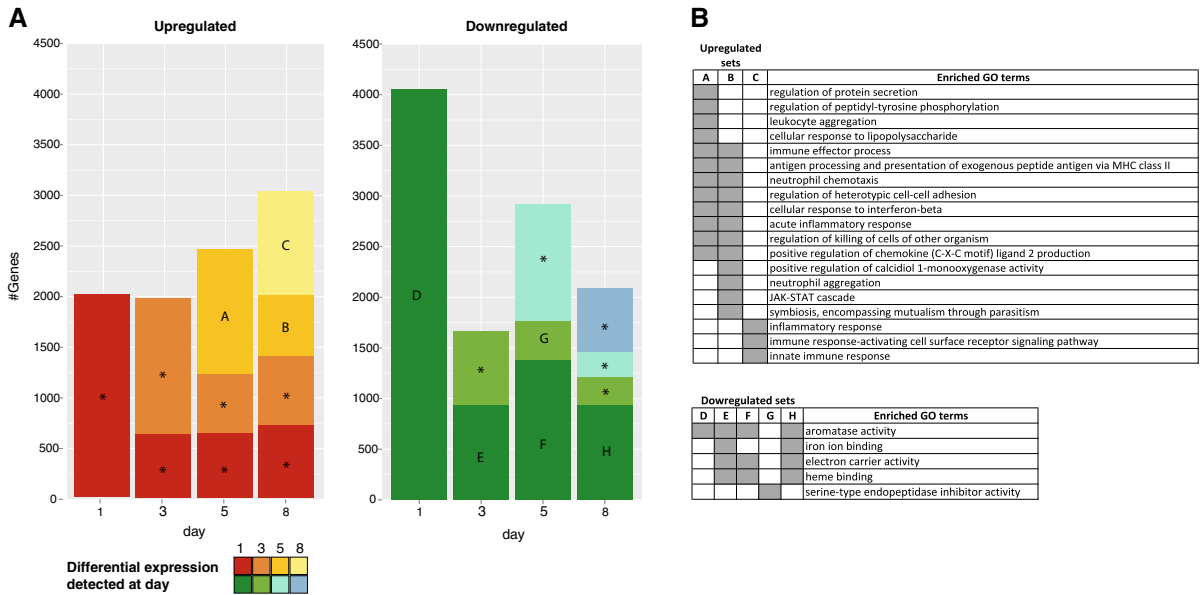 A
Upregulated
4500
4000
3500
3000
2500
2000
1500
1000
500
0
#Genes
*
*
*
A
*
*
C
B
*
*
1 3 5 8
day
Downregulated
4500
4000
3500
3000
2500
2000
1500
1000
500
0
D
*
E
*
G
F
*
*
*
H
1 3 5 8
day
1 3 5 8
Differential expression
detected at day
B
Upregulated
sets
A B C Enriched GO terms
regulation of protein secretion
regulation of peptidyl-tyrosine phosphorylation
leukocyte aggregation
cellular response to lipopolysaccharide
immune effector process
antigen processing and presentation of exogenous peptide antigen via MHC class II
neutrophil chemotaxis
regulation of heterotypic cell-cell adhesion
cellular response to interferon-beta
acute inflammatory response
regulation of killing of cells of other organism
positive regulation of chemokine (C-X-C motif) ligand 2 production
positive regulation of calcidiol 1-monooxygenase activity
neutrophil aggregation
JAK-STAT cascade
symbiosis, encompassing mutualism through parasitism
inflammatory response
immune response-activating cell surface receptor signaling pathway
innate immune response
Dowregulated sets
D E F G H Enriched GO terms
aromatase activity
iron ion binding
electron carrier activity
heme binding
serine-type endopeptidase inhibitor activity